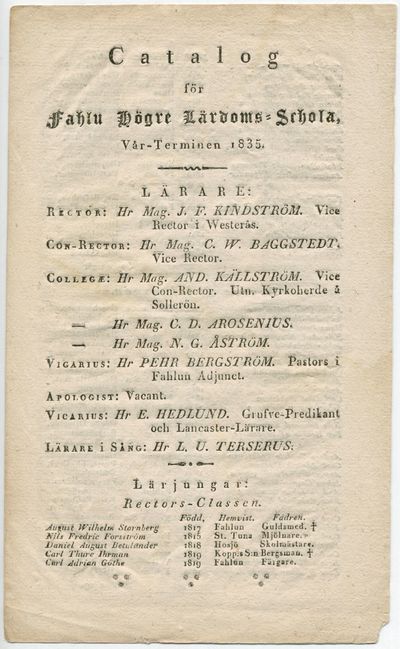 Catalog
för
Fahlu Högre Lärdoms-Schola,
Vår-Terminen 1835.
LÄRARE:
RECTOR: Hr Mag. J. F. KINDSTRÖM. Vice
Rector i Westerås.
CON-RECTOR: Hr Mag. C. W. BAGGSTEDT.
Vice Rector.
COLLEGÆ: Hr Mag. AND. KÄLLSTRÖM. Vice
Con-Rector. Utn. Kyrkoherde å
Sollerön.
— Hr Mag. C. D. AROSENIUS.
— Hr Mag. N. G. ÅSTRÖM.
VICARIUS: Hr PEHR BERGSTRÖM. Pastors i
Fahlun Adjunct.
APOLOGIST: Vacant.
VICARIUS: Hr E. HEDLUND. Grufve-Predikant
och Lancaster-Lärare.
LÄRARE I SÅNG: Hr L. U. TERSERUS.
Lärjungar:
Rectors-Classen.
Född, Hemvist. Fadren.
August Wilhelm Stornberg 1817 Fahlun Guldsmed. †
Nils Fredric Forsström 1815 St. Tuna Mjölnare.
Daniel August Betulander 1818 Hosjö Skolmästare.
Carl Thure Ihrman 1819 Kopp:s S:n Bergsman. †
Carl Adrian Göthe 1819 Fahlun Färgare.